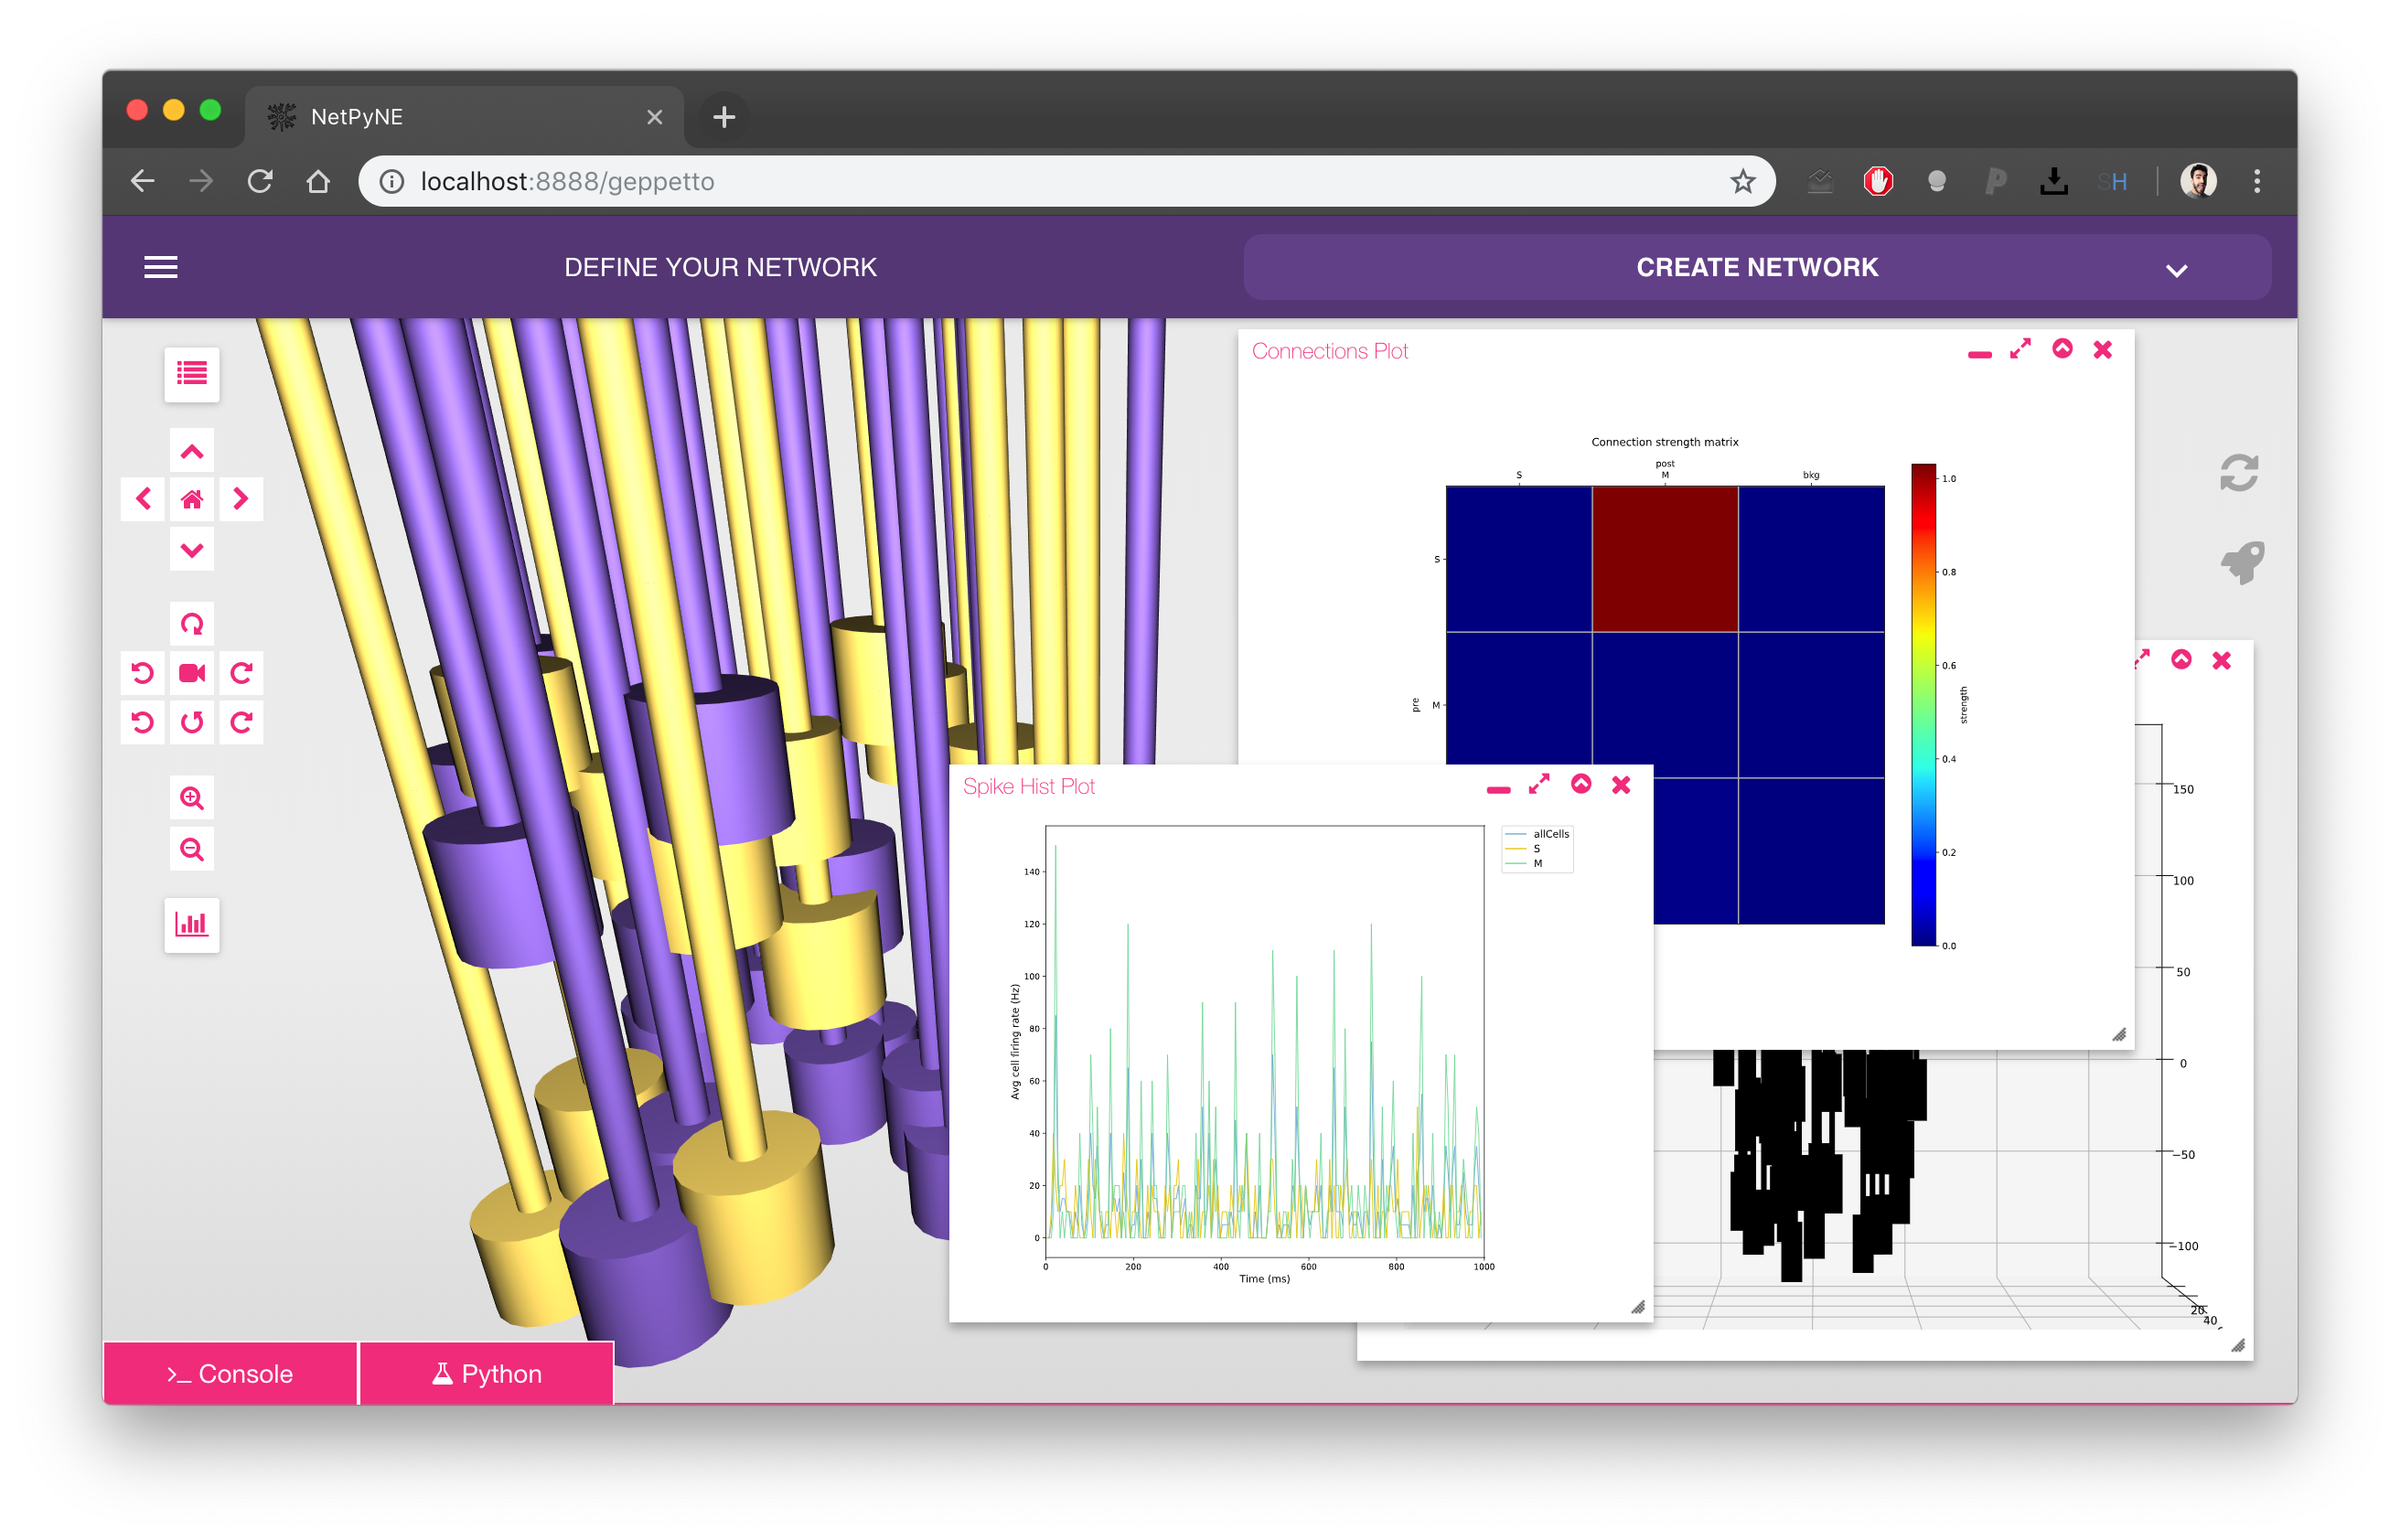 NetPyNE
localhost:8888/geppetto
SH
DEFINE YOUR NETWORK
CREATE NETWORK
Connections Plot
Connection strength matrix
post
S M bkg
S
M
pre
1.0
0.8
0.6
0.4
0.2
0.0
strength
Spike Hist Plot
allCells
S
M
140
120
100
80
60
40
20
0
Avg cell firing rate (Hz)
0 200 400 600 800 1000
Time (ms)
150
100
50
0
−50
−100
20
40
>_ Console
Python